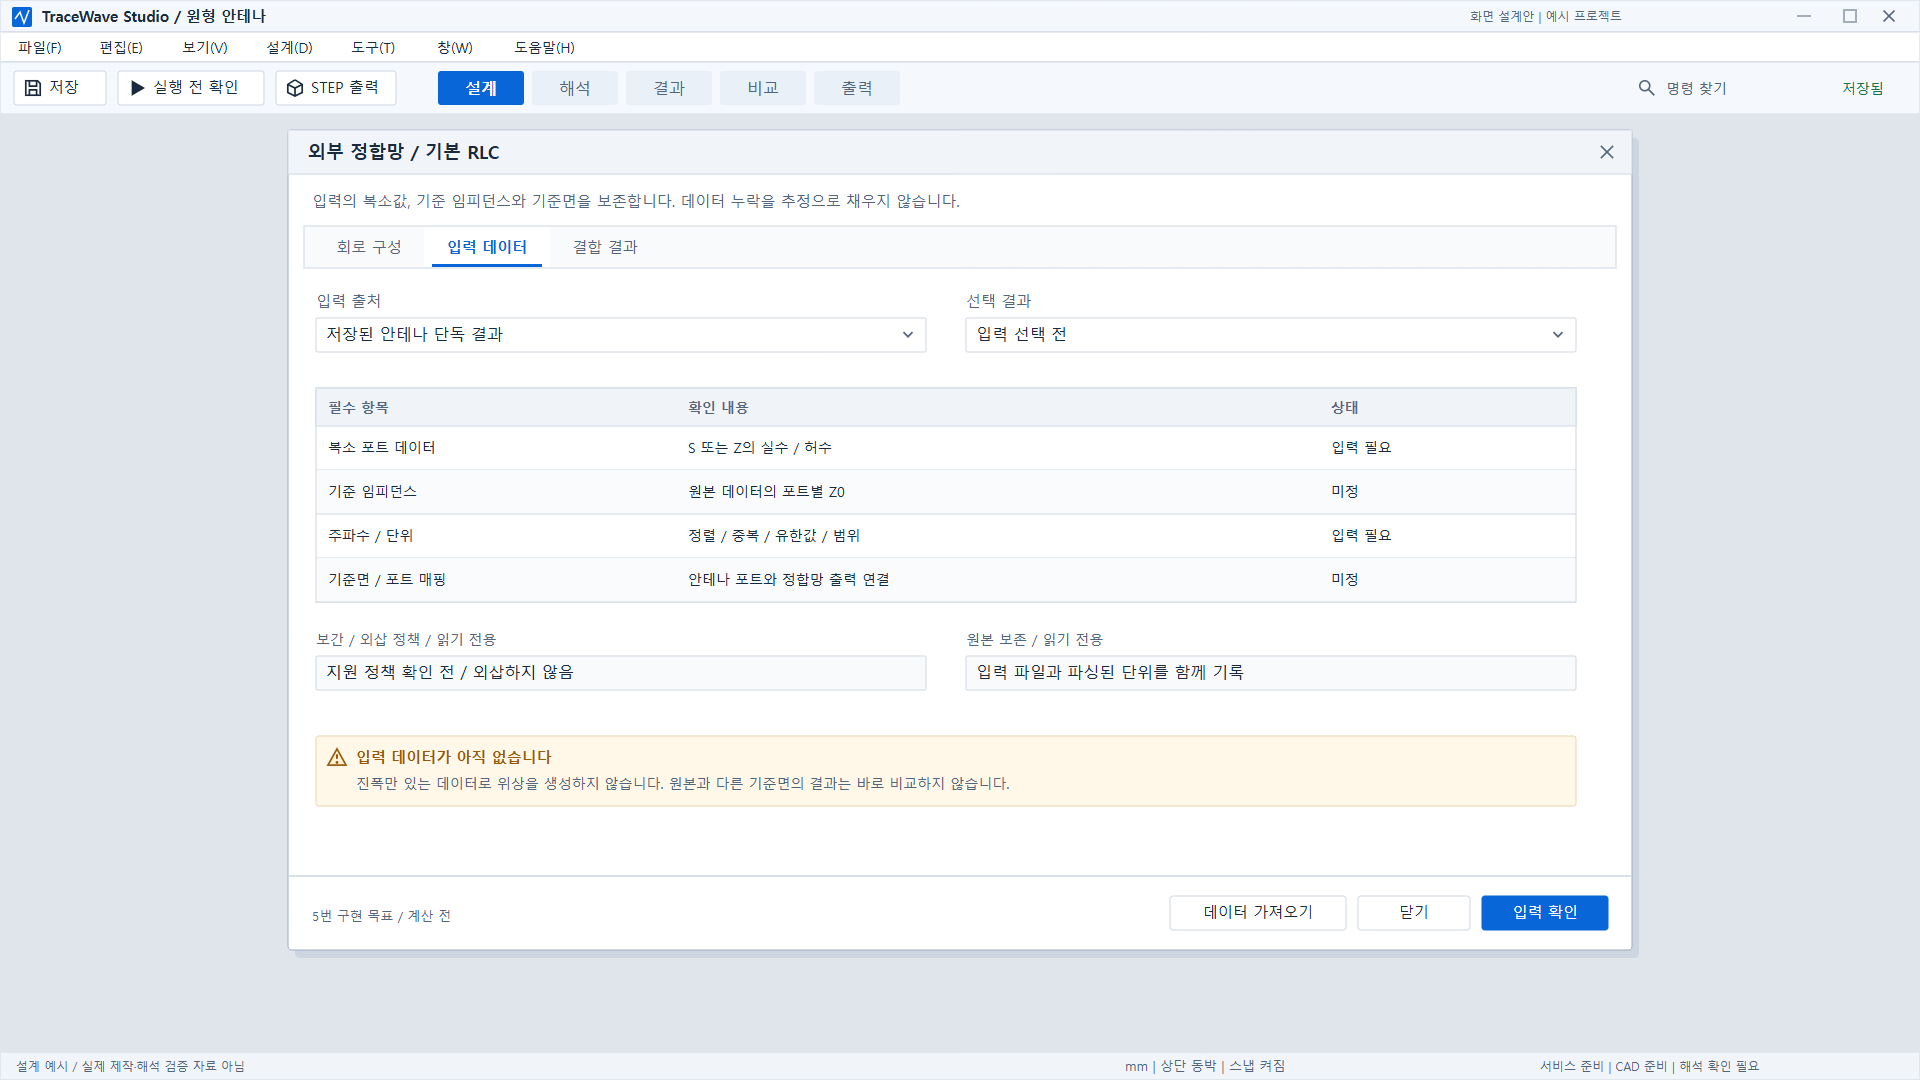 TraceWave Studio / 원형 안테나
화면 설계안 | 예시 프로젝트
파일(F) 편집(E) 보기(V) 설계(D) 도구(T) 창(W) 도움말(H)
저장 실행 전 확인 STEP 출력 설계 해석 결과 비교 출력 명령 찾기 저장됨
외부 정합망 / 기본 RLC
입력의 복소값, 기준 임피던스와 기준면을 보존합니다. 데이터 누락을 추정으로 채우지 않습니다.
회로 구성 입력 데이터 결합 결과
입력 출처 선택 결과
저장된 안테나 단독 결과 입력 선택 전
필수 항목 확인 내용 상태
복소 포트 데이터 S 또는 Z의 실수 / 허수 입력 필요
기준 임피던스 원본 데이터의 포트별 Z0 미정
주파수 / 단위 정렬 / 중복 / 유한값 / 범위 입력 필요
기준면 / 포트 매핑 안테나 포트와 정합망 출력 연결 미정
보간 / 외삽 정책 / 읽기 전용 원본 보존 / 읽기 전용
지원 정책 확인 전 / 외삽하지 않음 입력 파일과 파싱된 단위를 함께 기록
입력 데이터가 아직 없습니다
진폭만 있는 데이터로 위상을 생성하지 않습니다. 원본과 다른 기준면의 결과는 바로 비교하지 않습니다.
5번 구현 목표 / 계산 전 데이터 가져오기 닫기 입력 확인
설계 예시 / 실제 제작·해석 검증 자료 아님 mm | 상단 동박 | 스냅 켜짐 서비스 준비 | CAD 준비 | 해석 확인 필요